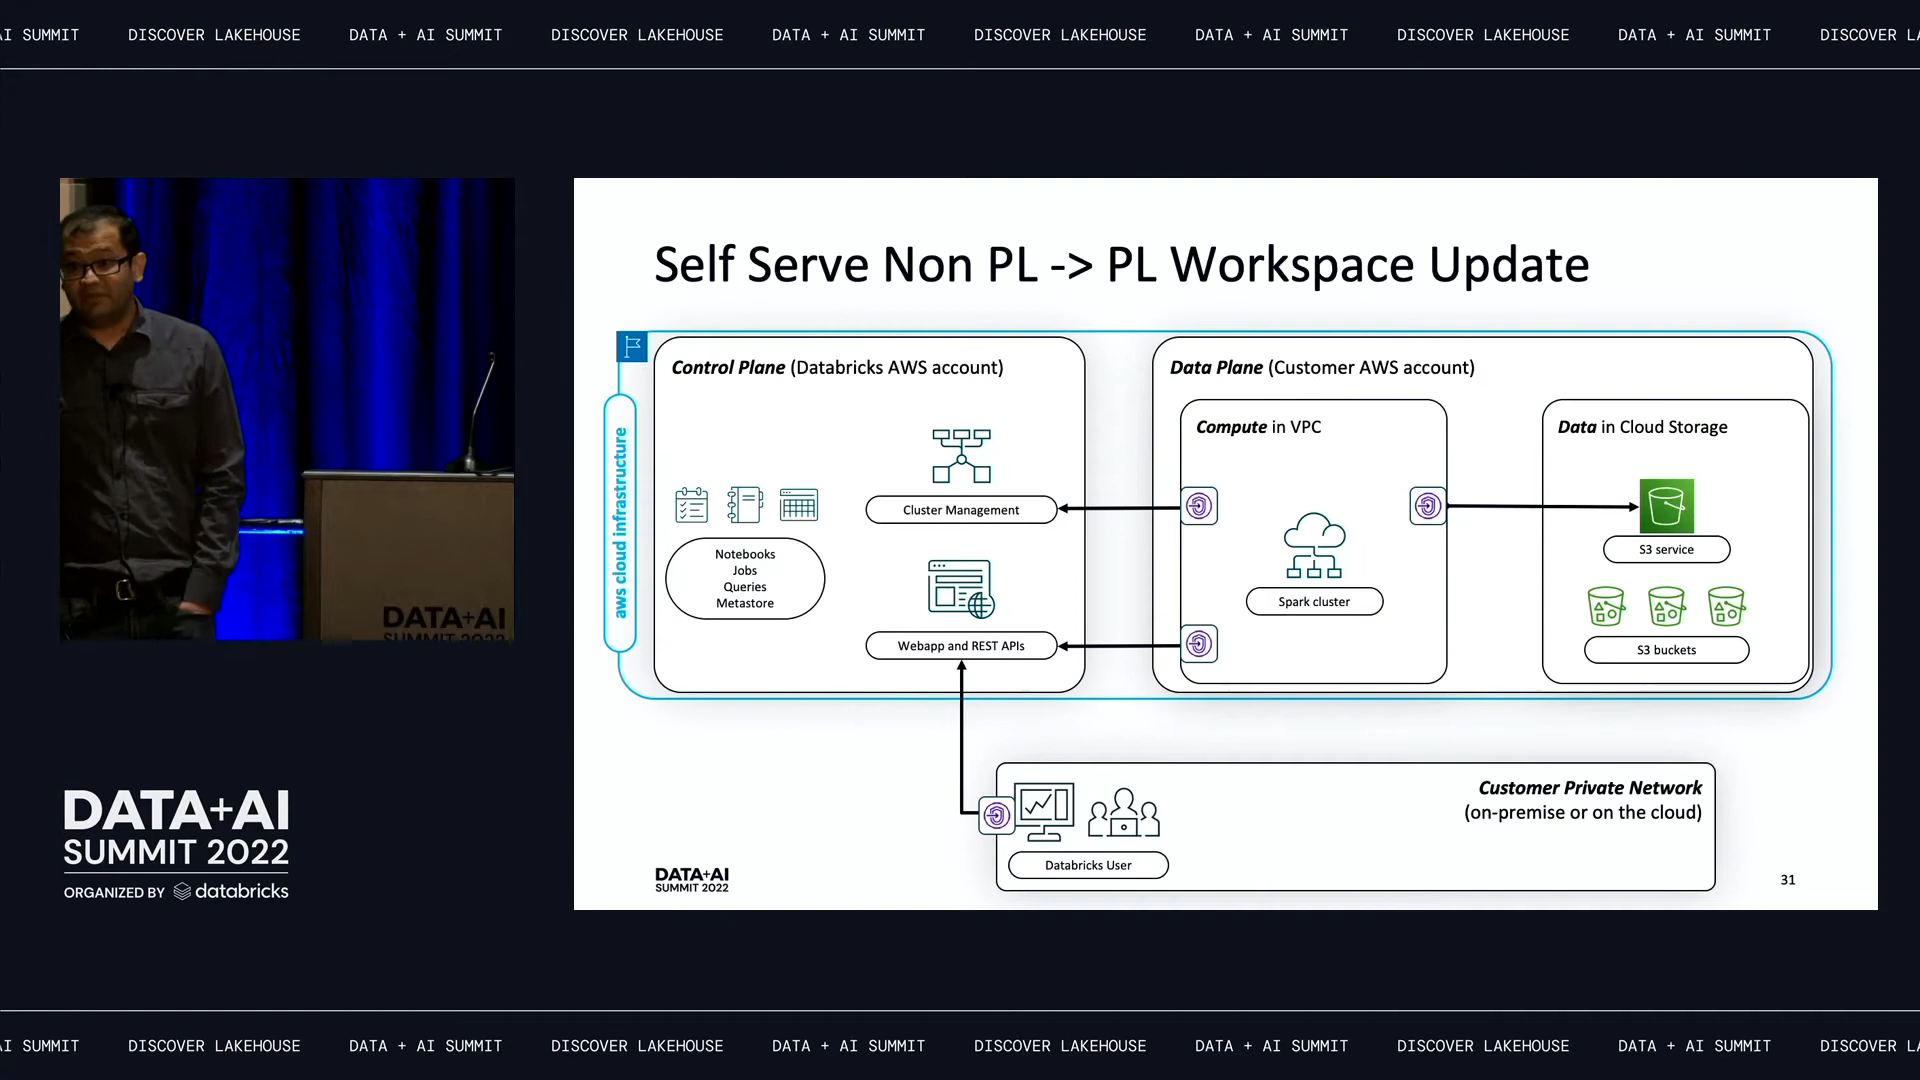 AI SUMMIT DISCOVER LAKEHOUSE DATA + AI SUMMIT DISCOVER LAKEHOUSE DATA + AI SUMMIT DISCOVER LAKEHOUSE DATA + AI SUMMIT DISCOVER LAKEHOUSE DATA + AI SUMMIT DISCOVER LA
Self Serve Non PL -> PL Workspace Update
aws cloud infrastructure
Control Plane (Databricks AWS account)
Cluster Management
Notebooks
Jobs
Queries
Metastore
Webapp and REST APIs
Data Plane (Customer AWS account)
Compute in VPC
Spark cluster
Data in Cloud Storage
S3 service
S3 buckets
Customer Private Network
(on-premise or on the cloud)
Databricks User
DATA+AI
SUMMIT 2022
31
DATA+AI
SUMMIT 2022
DATA+AI
SUMMIT 2022
ORGANIZED BY databricks
AI SUMMIT DISCOVER LAKEHOUSE DATA + AI SUMMIT DISCOVER LAKEHOUSE DATA + AI SUMMIT DISCOVER LAKEHOUSE DATA + AI SUMMIT DISCOVER LAKEHOUSE DATA + AI SUMMIT DISCOVER LA